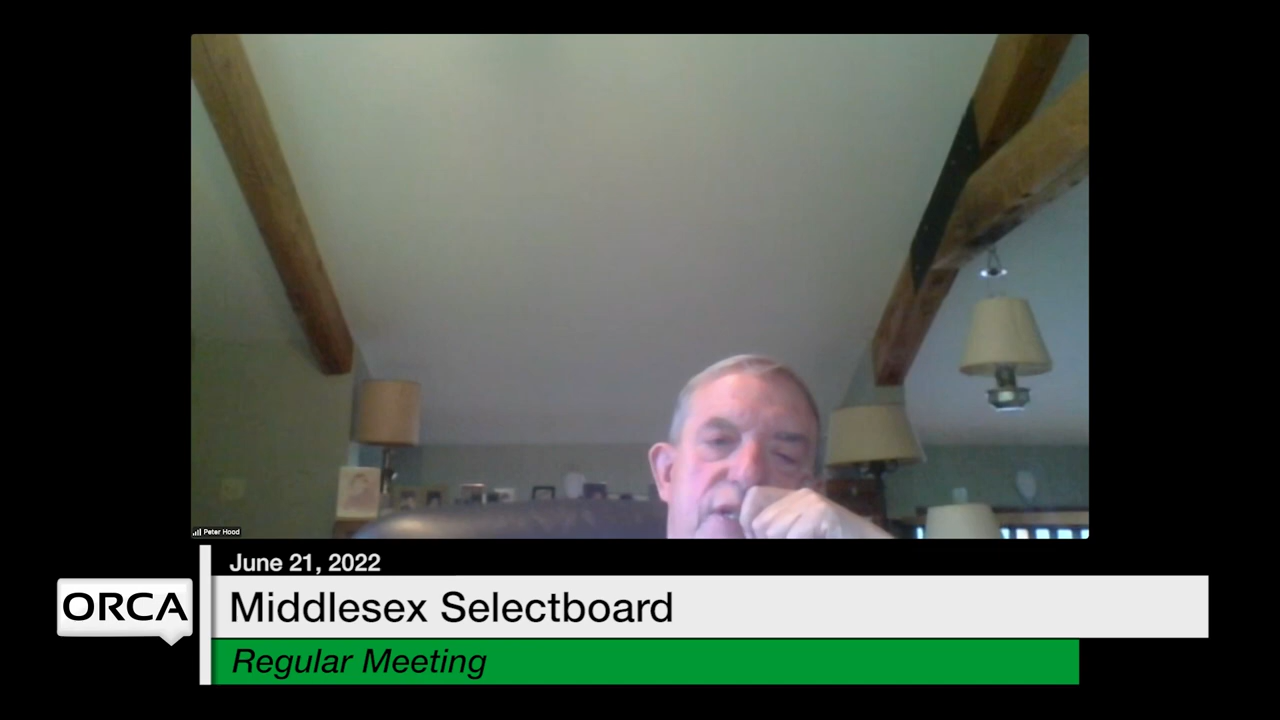 Peter Hood
June 21, 2022
ORCA
Middlesex Selectboard
Regular Meeting